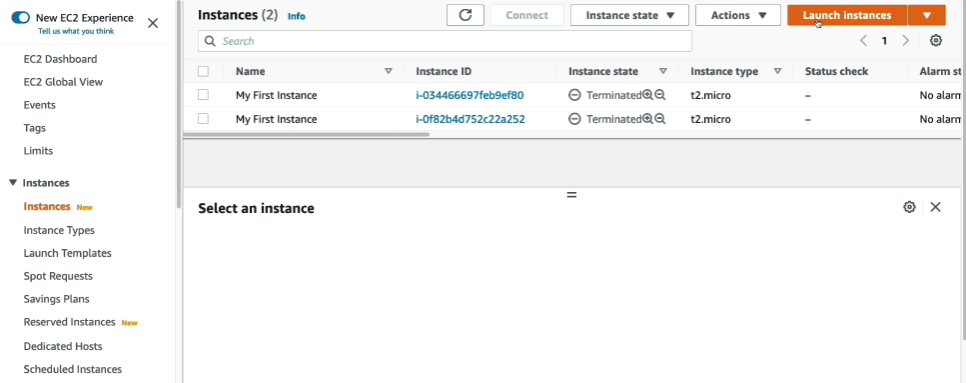 New EC2 Experience
Tell us what you think
EC2 Dashboard
EC2 Global View
Events
Tags
Limits
Instances
Instances New
Instance Types
Launch Templates
Spot Requests
Savings Plans
Reserved Instances New
Dedicated Hosts
Scheduled Instances
Instances (2) Info
Connect
Instance state
Actions
Launch instances
Search
1
Name Instance ID Instance state Instance type Status check Alarm st
My First Instance i-034466697feb9ef80 Terminated t2.micro – No alarm
My First Instance i-0f82b4d752c22a252 Terminated t2.micro – No alarm
Select an instance